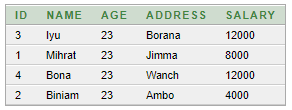 ID NAME AGE ADDRESS SALARY
3 Iyu 23 Borana 12000
1 Mihrat 23 Jimma 8000
4 Bona 23 Wanch 12000
2 Biniam 23 Ambo 4000